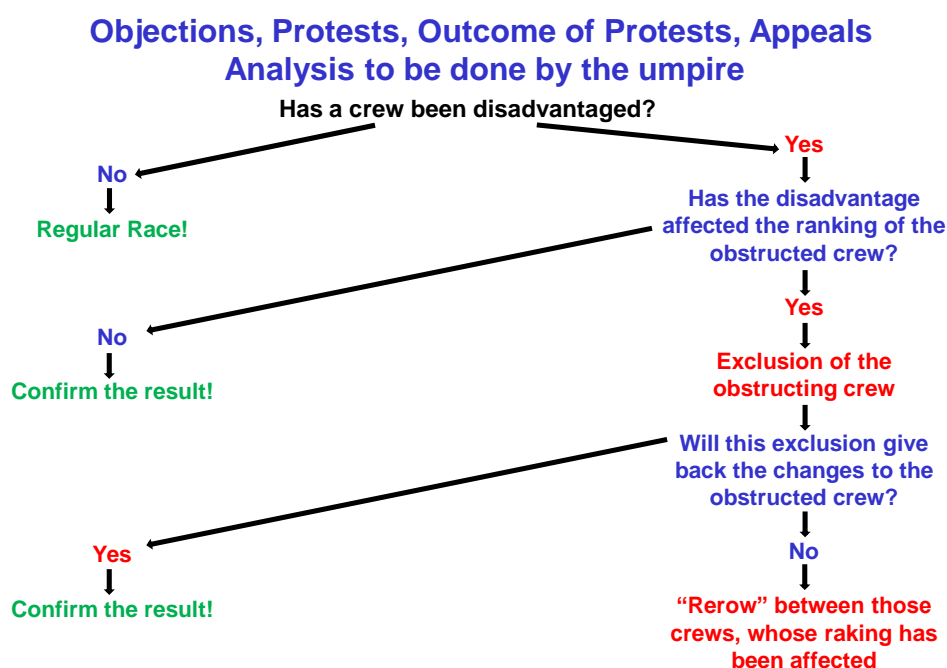 Objections, Protests, Outcome of Protests, Appeals
Analysis to be done by the umpire
Has a crew been disadvantaged?
Yes
No
Regular Race!
Has the disadvantage
affected the ranking of the
obstructed crew?
Yes
No
Confirm the result!
Exclusion of the
obstructing crew
Will this exclusion give
back the changes to the
obstructed crew?
No
Yes
Confirm the result!
“Rerow” between those
crews, whose raking has
been affected